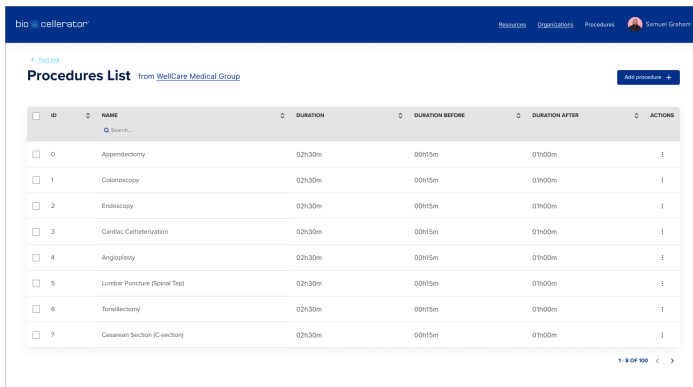 bio cellerator
Resources Organizations Procedures Samuel Graham
Text link
Procedures List from WellCare Medical Group
Add procedure +
ID NAME DURATION DURATION BEFORE DURATION AFTER ACTIONS
Search...
0 Appendectomy 02h30m 00h15m 01h00m
1 Colonoscopy 02h30m 00h15m 01h00m
2 Endoscopy 02h30m 00h15m 01h00m
3 Cardiac Catheterization 02h30m 00h15m 01h00m
4 Angioplasty 02h30m 00h15m 01h00m
5 Lumbar Puncture (Spinal Tap) 02h30m 00h15m 01h00m
6 Tonsillectomy 02h30m 00h15m 01h00m
7 Cesarean Section (C-section) 02h30m 00h15m 01h00m
1 - 8 OF 100